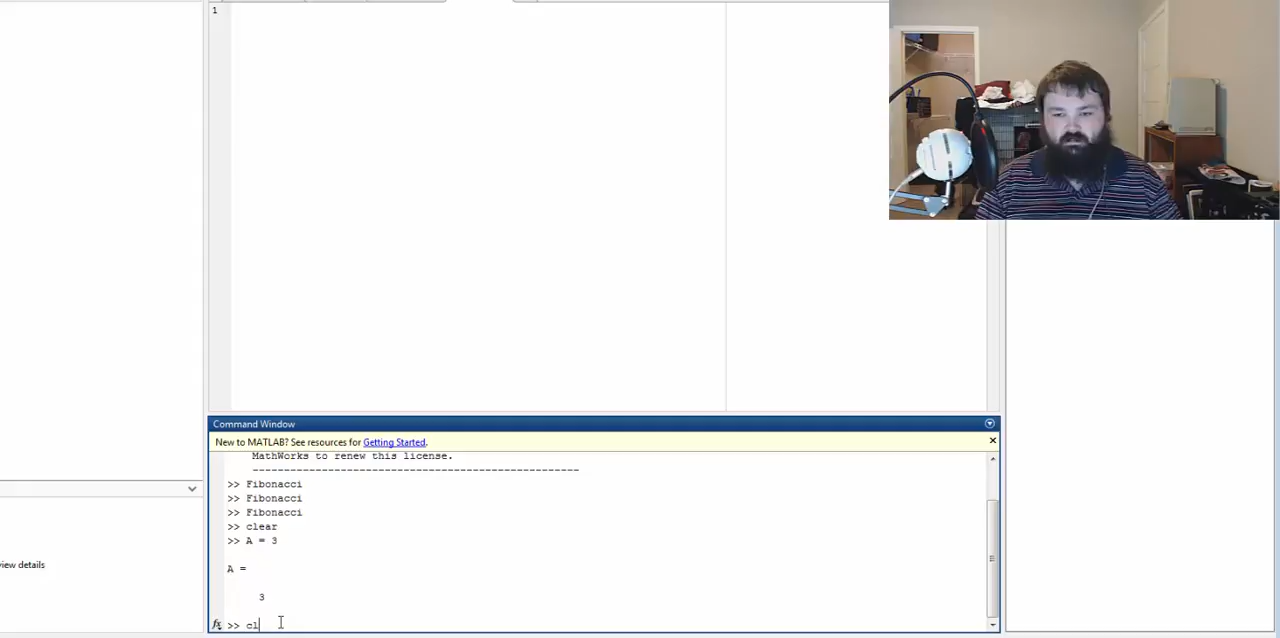 1
Command Window
New to MATLAB? See resources for Getting Started.
MathWorks to renew this license.
----------------------------------------------------
>> Fibonacci
>> Fibonacci
>> Fibonacci
>> clear
>> A = 3
A =
3
fx >> cl
view details